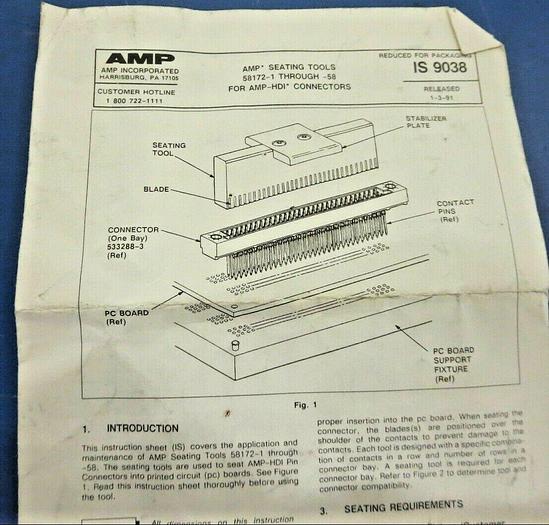 AMP
AMP INCORPORATED
HARRISBURG, PA 17105
CUSTOMER HOTLINE
1 800 722-1111
AMP* SEATING TOOLS
58172-1 THROUGH -58
FOR AMP-HDI* CONNECTORS
REDUCED FOR PACKAGING
IS 9038
RELEASED
1-3-91
STABILIZER
PLATE
SEATING
TOOL
BLADE
CONTACT
PINS
(Ref)
CONNECTOR
(One Bay)
533288-3
(Ref)
PC BOARD
(Ref)
PC BOARD
SUPPORT
FIXTURE
(Ref)
Fig. 1
1. INTRODUCTION
This instruction sheet (IS) covers the application and
maintenance of AMP Seating Tools 58172-1 through
-58. The seating tools are used to seat AMP-HDI Pin
Connectors into printed circuit (pc) boards. See Figure
1. Read this instruction sheet thoroughly before using
the tool.
All dimensions on this instruction
proper insertion into the pc board. When seating the
connector, the blades(s) are positioned over the
shoulder of the contacts to prevent damage to the
contacts. Each tool is designed with a specific combina-
tion of contacts in a row and number of rows in a
connector bay. A seating tool is required for each
connector bay. Refer to Figure 2 to determine tool and
connector compatibility.
3. SEATING REQUIREMENTS